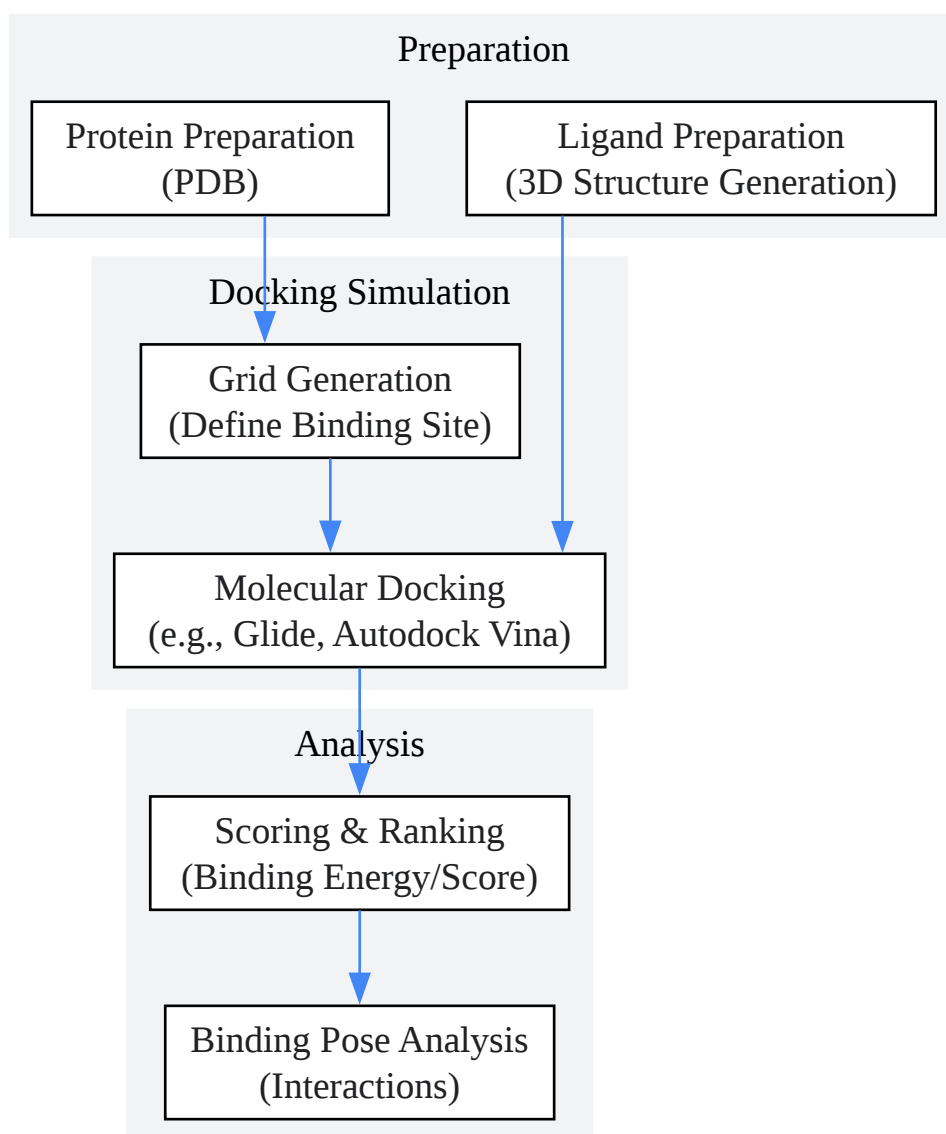 Preparation
Protein Preparation
(PDB)
Ligand Preparation
(3D Structure Generation)
Docking Simulation
Grid Generation
(Define Binding Site)
Molecular Docking
(e.g., Glide, Autodock Vina)
Analysis
Scoring & Ranking
(Binding Energy/Score)
Binding Pose Analysis
(Interactions)